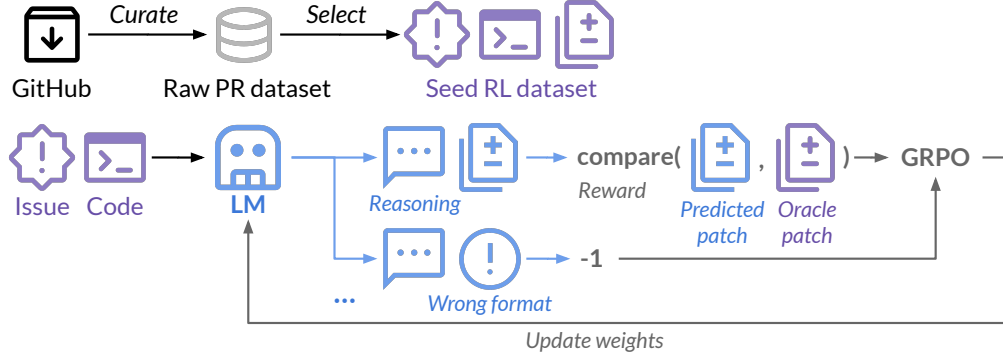 Curate
Select
GitHub
Raw PR dataset
Seed RL dataset
compare( , )
GRPO
Reward
Issue
Code
LM
Reasoning
Predicted
patch
Oracle
patch
-1
...
Wrong format
Update weights